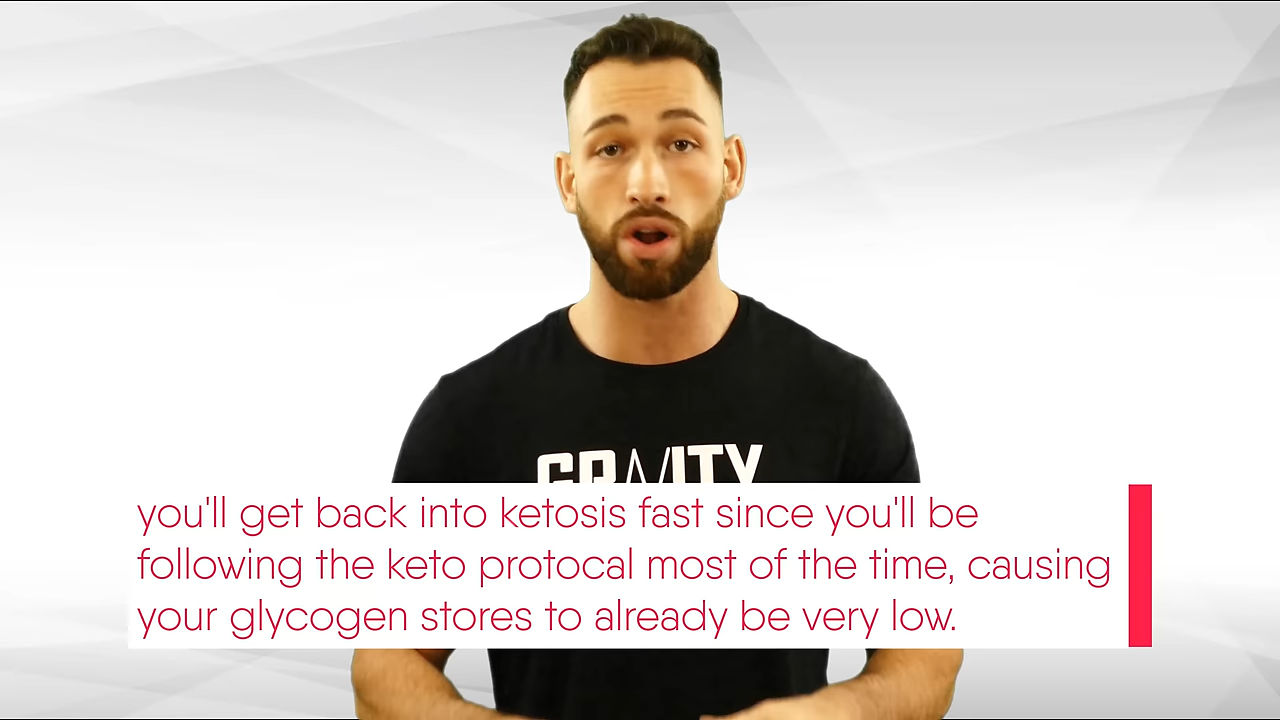 GRAVITY
you'll get back into ketosis fast since you'll be
following the keto protocal most of the time, causing
your glycogen stores to already be very low.